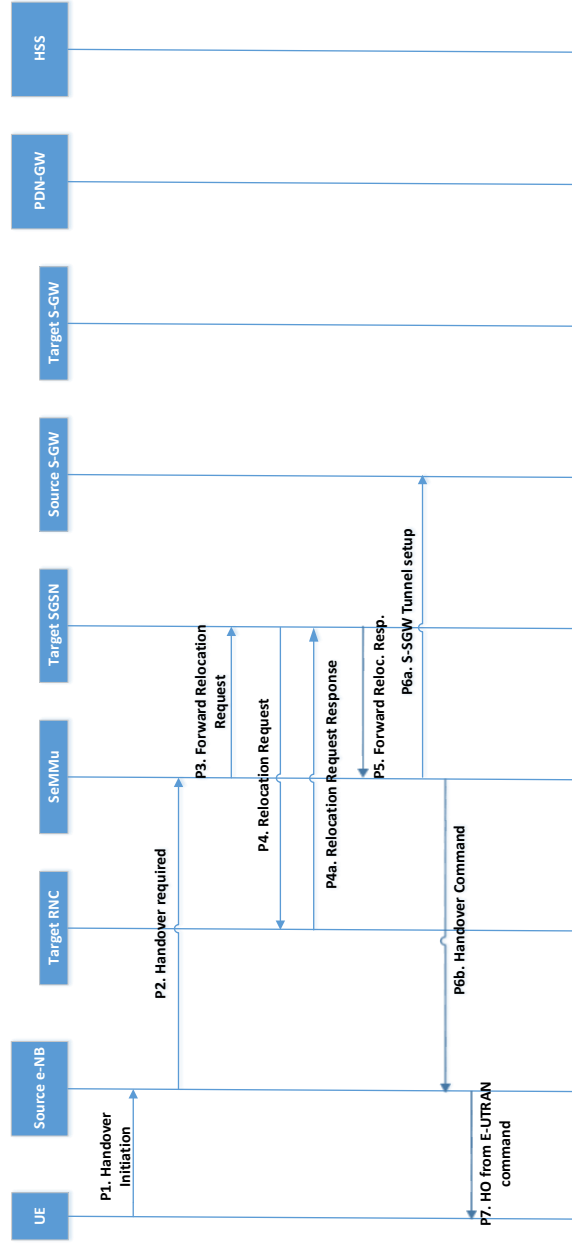 UE
Source e-NB
Target RNC
SeMMu
Target SGSN
Source S-GW
Target S-GW
PDN-GW
HSS
P1. Handover
Initiation
P2. Handover required
P3. Forward Relocation
Request
P4. Relocation Request
P4a. Relocation Request Response
P5. Forward Reloc. Resp.
P6a. S-SGW Tunnel setup
P6b. Handover Command
P7. HO from E-UTRAN
command